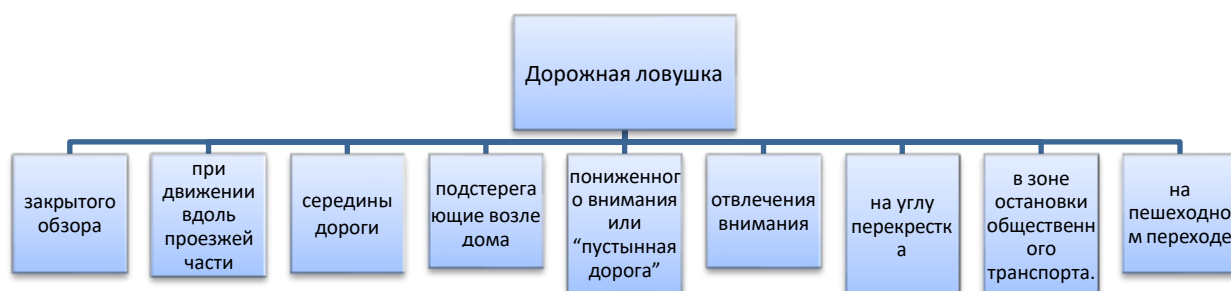 Дорожная ловушка
закрытого
обзора
при
движении
вдоль
проезжей
части
середины
дороги
подстерега
ющие возле
дома
пониженног
о внимания
или
“пустынная
дорога”
отвлечения
внимания
на углу
перекрестк
а
в зоне
остановки
общественн
ого
транспорта.
на
пешеходно
м переходе